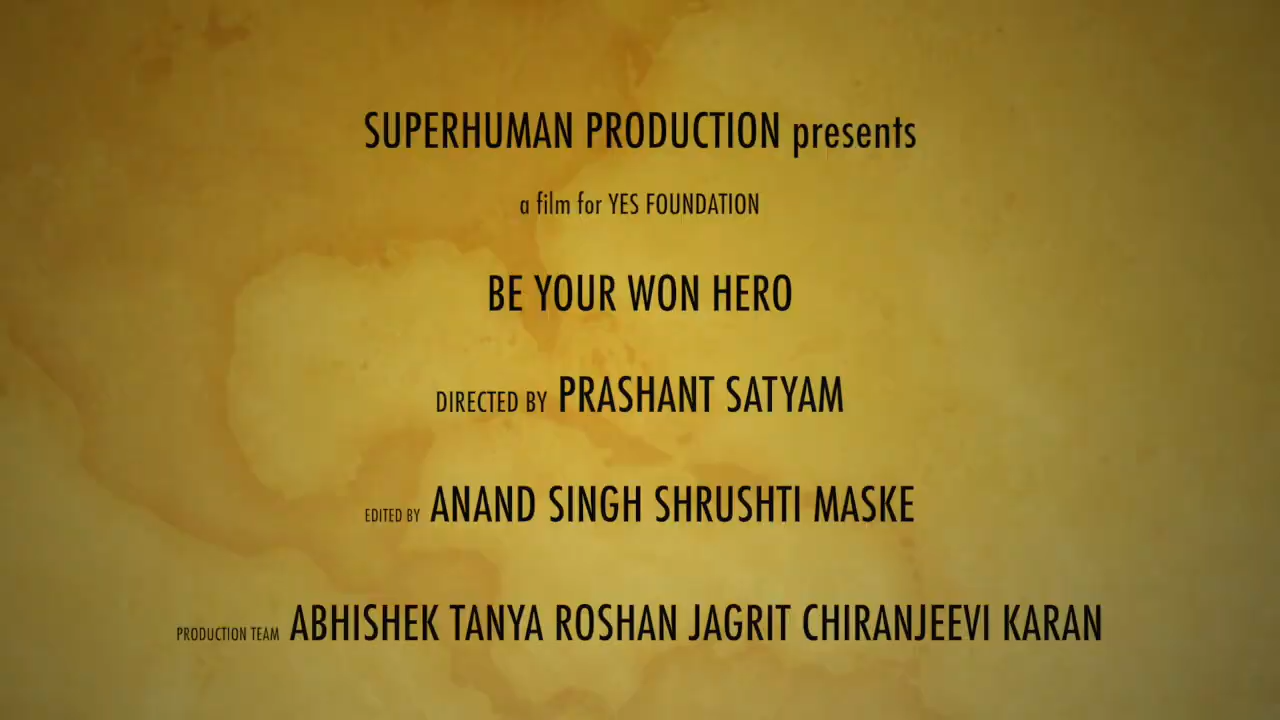 SUPERHUMAN PRODUCTION presents
a film for YES FOUNDATION
BE YOUR WON HERO
DIRECTED BY PRASHANT SATYAM
EDITED BY ANAND SINGH SHRUSHTI MASKE
PRODUCTION TEAM ABHISHEK TANYA ROSHAN JAGRIT CHIRANJEEVI KARAN